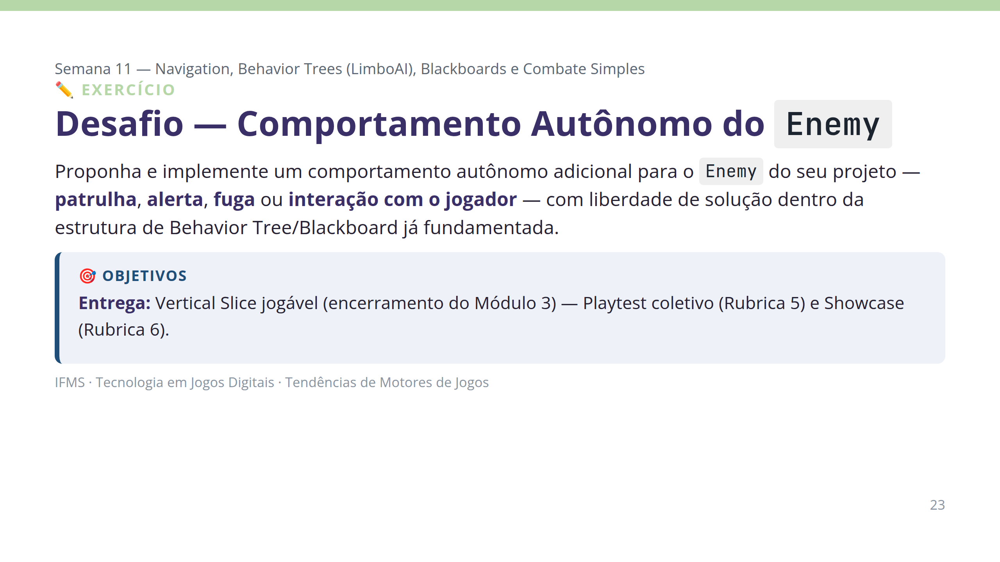 Semana 11 — Navigation, Behavior Trees (LimboAI), Blackboards e Combate Simples
✏️ EXERCÍCIO
Desafio — Comportamento Autônomo do Enemy
Proponha e implemente um comportamento autônomo adicional para o Enemy do seu projeto —
patrulha, alerta, fuga ou interação com o jogador — com liberdade de solução dentro da
estrutura de Behavior Tree/Blackboard já fundamentada.
🎯 OBJETIVOS
Entrega: Vertical Slice jogável (encerramento do Módulo 3) — Playtest coletivo (Rubrica 5) e Showcase
(Rubrica 6).
IFMS · Tecnologia em Jogos Digitais · Tendências de Motores de Jogos
23